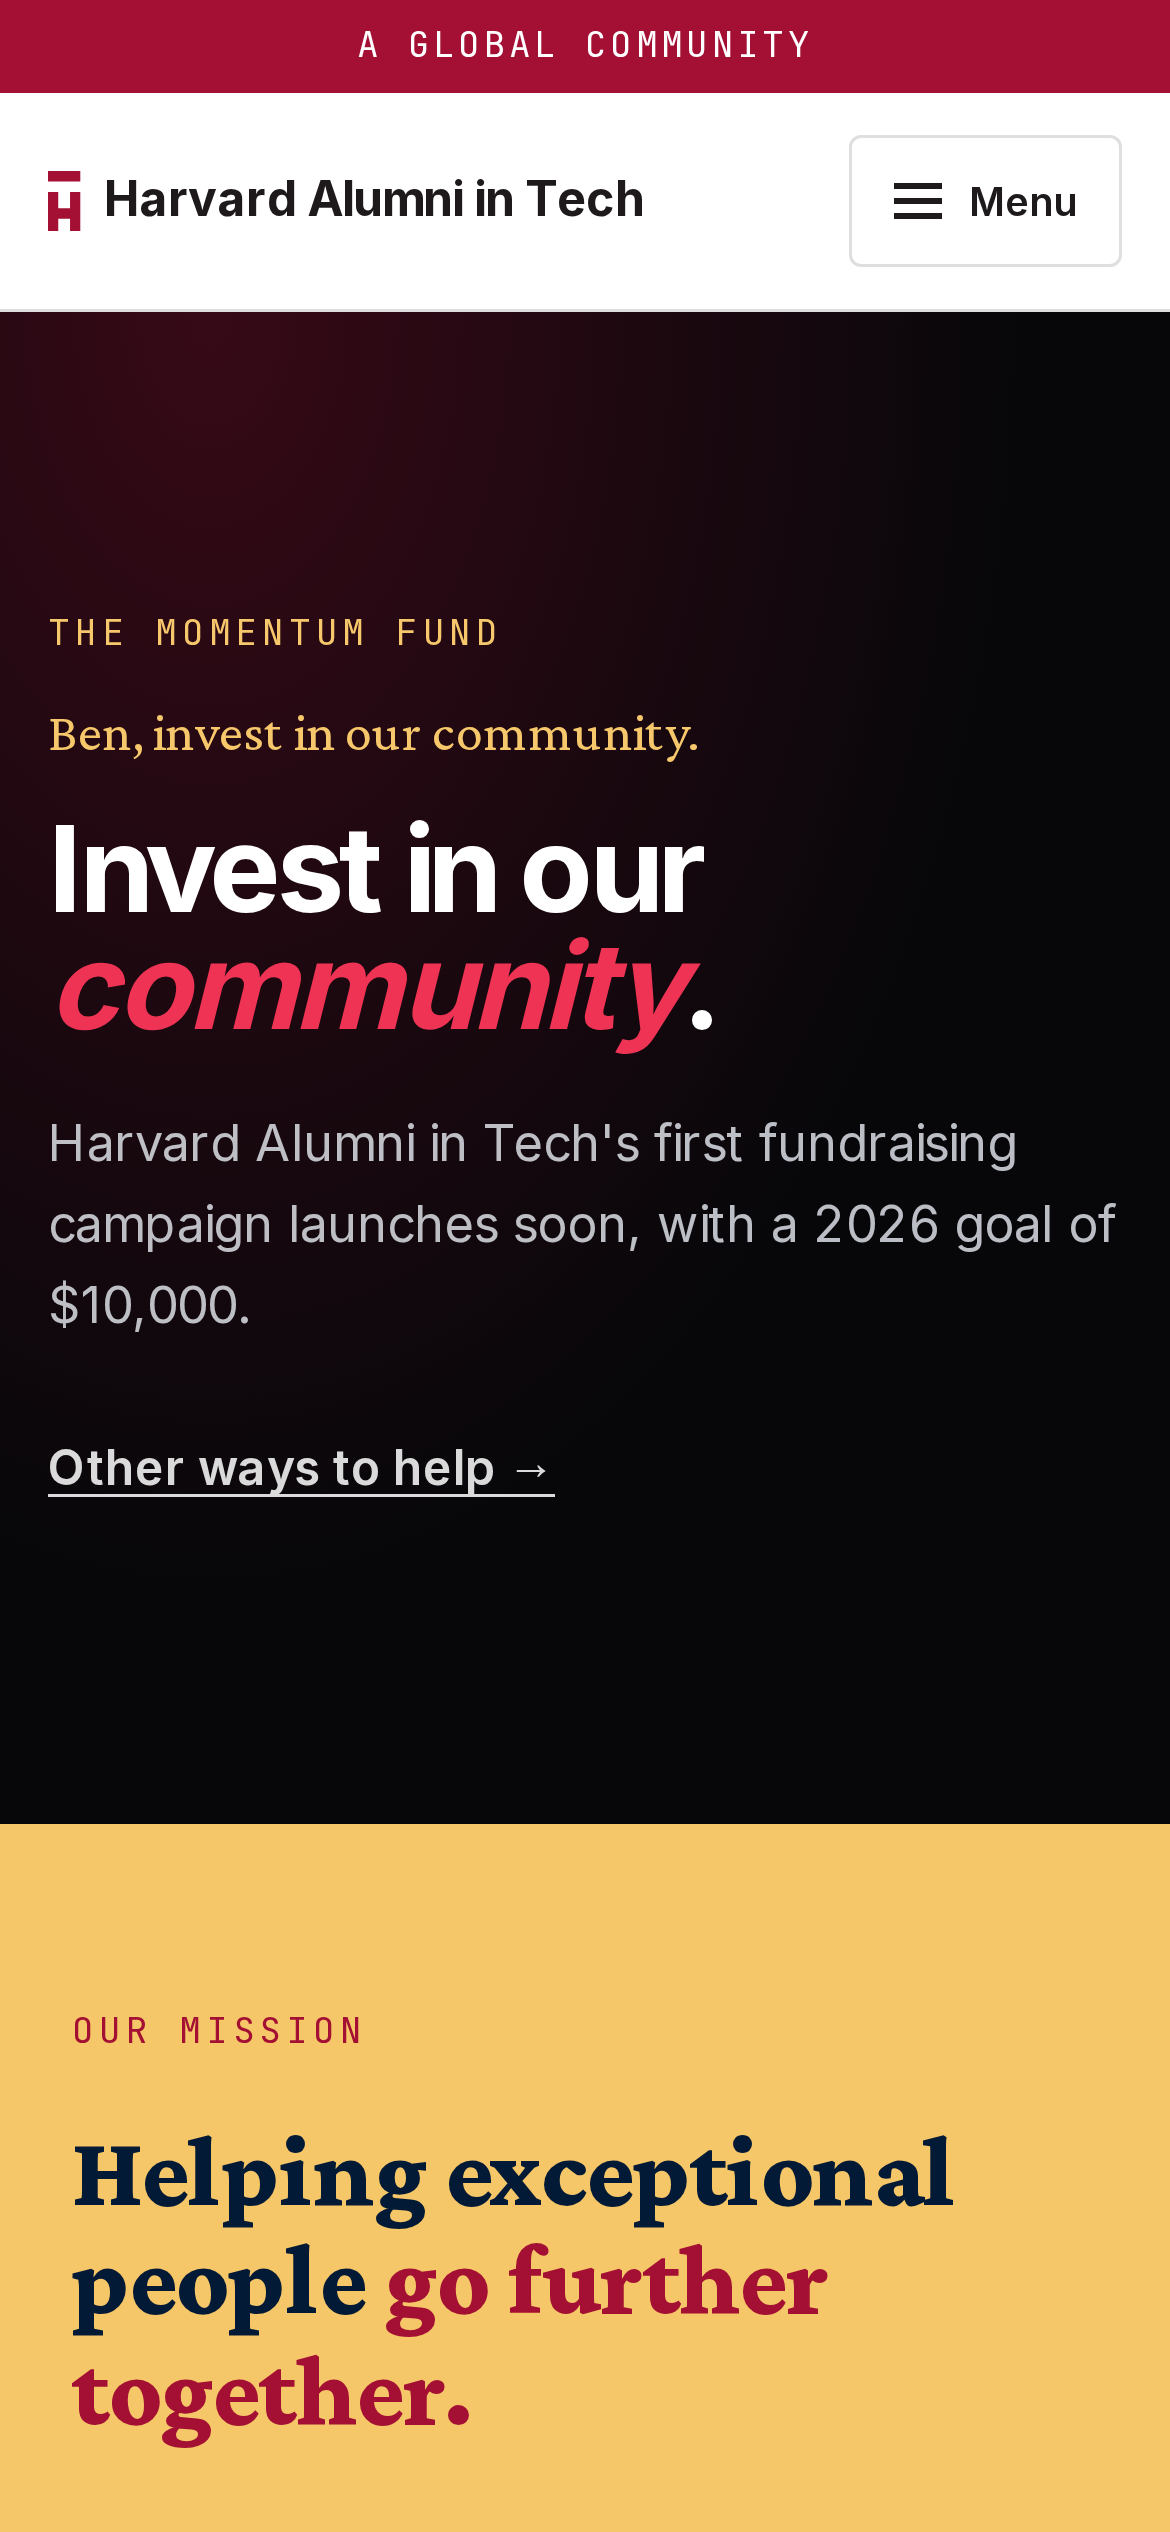 A GLOBAL COMMUNITY
Harvard Alumni in Tech
Menu
THE MOMENTUM FUND
Ben, invest in our community.
Invest in our
community.
Harvard Alumni in Tech's first fundraising
campaign launches soon, with a 2026 goal of
$10,000.
Other ways to help →
OUR MISSION
Helping exceptional
people go further
together.